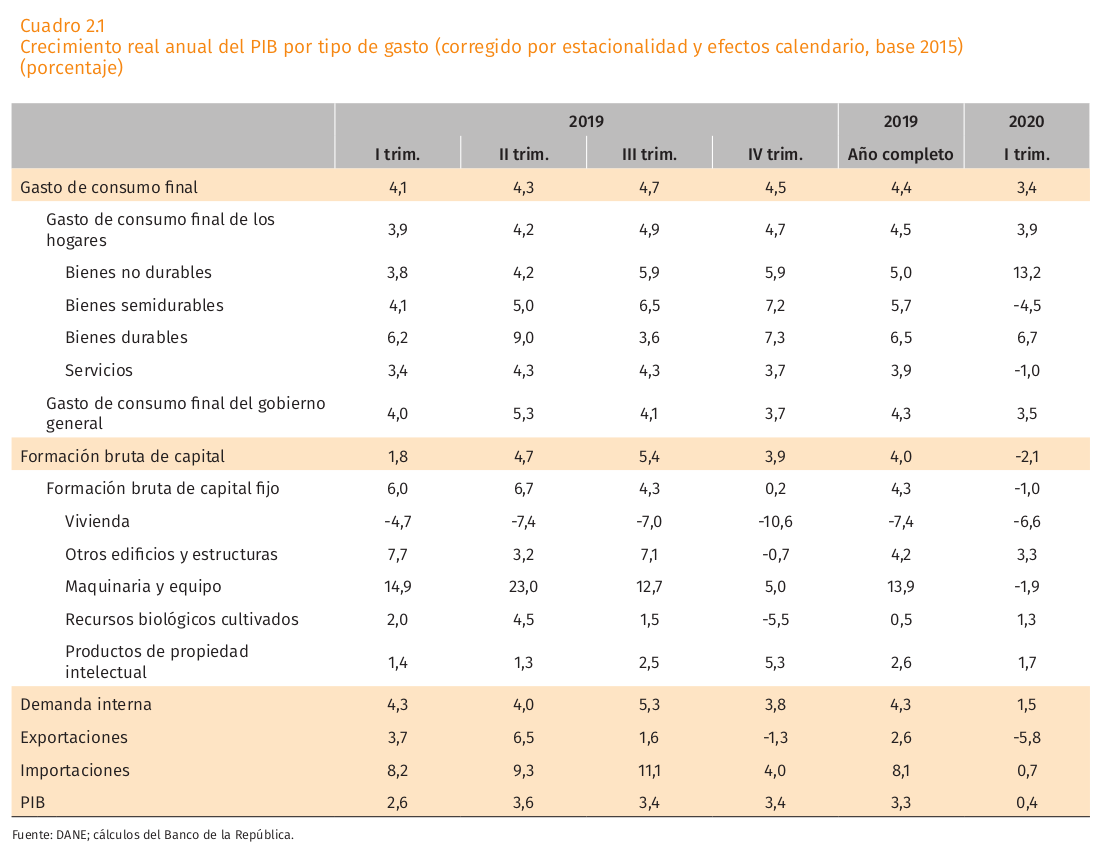 Cuadro 2.1
Crecimiento real anual del PIB por tipo de gasto (corregido por estacionalidad y efectos calendario, base 2015)
(porcentaje)
2019 2019 2020
I trim. II trim. III trim. IV trim. Año completo I trim.
Gasto de consumo final 4,1 4,3 4,7 4,5 4,4 3,4
Gasto de consumo final de los
hogares 3,9 4,2 4,9 4,7 4,5 3,9
Bienes no durables 3,8 4,2 5,9 5,9 5,0 13,2
Bienes semidurables 4,1 5,0 6,5 7,2 5,7 -4,5
Bienes durables 6,2 9,0 3,6 7,3 6,5 6,7
Servicios 3,4 4,3 4,3 3,7 3,9 -1,0
Gasto de consumo final del gobierno
general 4,0 5,3 4,1 3,7 4,3 3,5
Formación bruta de capital 1,8 4,7 5,4 3,9 4,0 -2,1
Formación bruta de capital fijo 6,0 6,7 4,3 0,2 4,3 -1,0
Vivienda -4,7 -7,4 -7,0 -10,6 -7,4 -6,6
Otros edificios y estructuras 7,7 3,2 7,1 -0,7 4,2 3,3
Maquinaria y equipo 14,9 23,0 12,7 5,0 13,9 -1,9
Recursos biológicos cultivados 2,0 4,5 1,5 -5,5 0,5 1,3
Productos de propiedad
intelectual 1,4 1,3 2,5 5,3 2,6 1,7
Demanda interna 4,3 4,0 5,3 3,8 4,3 1,5
Exportaciones 3,7 6,5 1,6 -1,3 2,6 -5,8
Importaciones 8,2 9,3 11,1 4,0 8,1 0,7
PIB 2,6 3,6 3,4 3,4 3,3 0,4
Fuente: DANE; cálculos del Banco de la República.